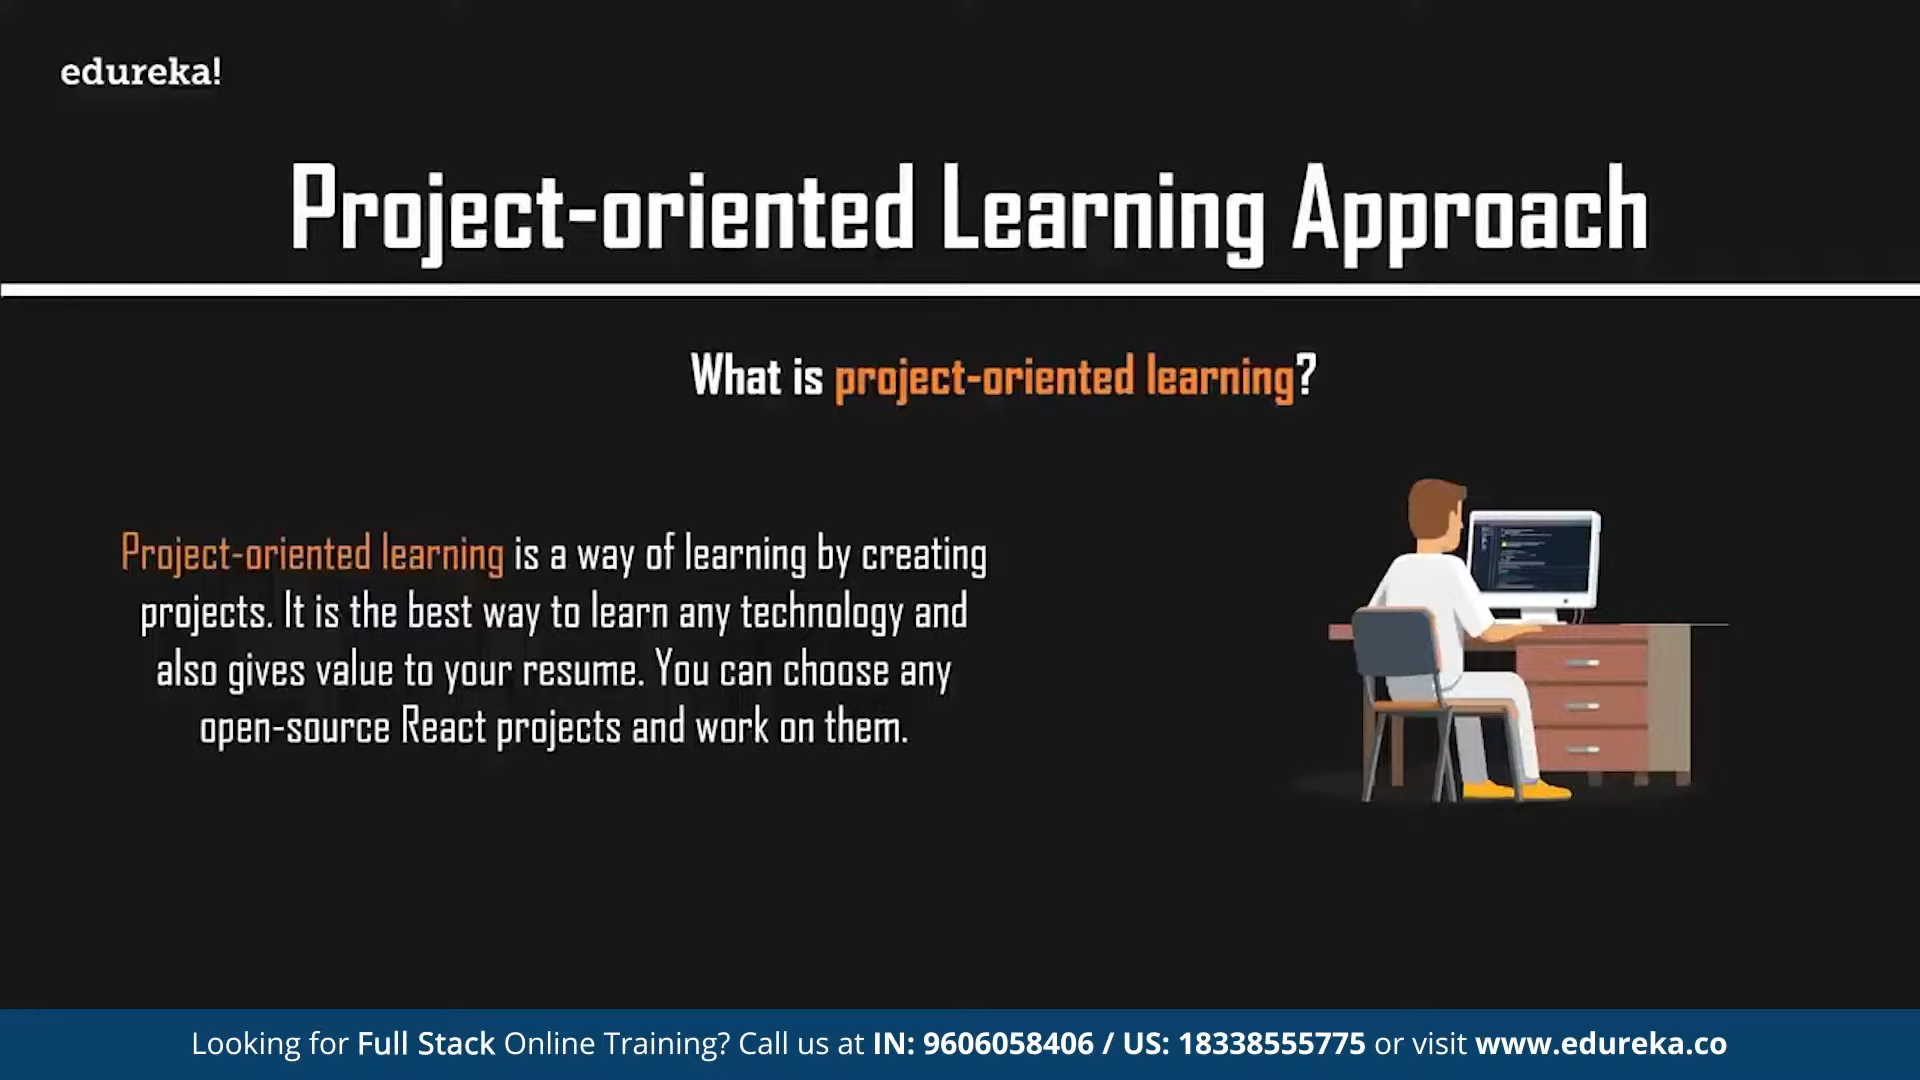 edureka!
Project-oriented Learning Approach
What is project-oriented learning?
Project-oriented learning is a way of learning by creating
projects. It is the best way to learn any technology and
also gives value to your resume. You can choose any
open-source React projects and work on them.
Looking for Full Stack Online Training? Call us at IN: 9606058406 / US: 18338555775 or visit www.edureka.co